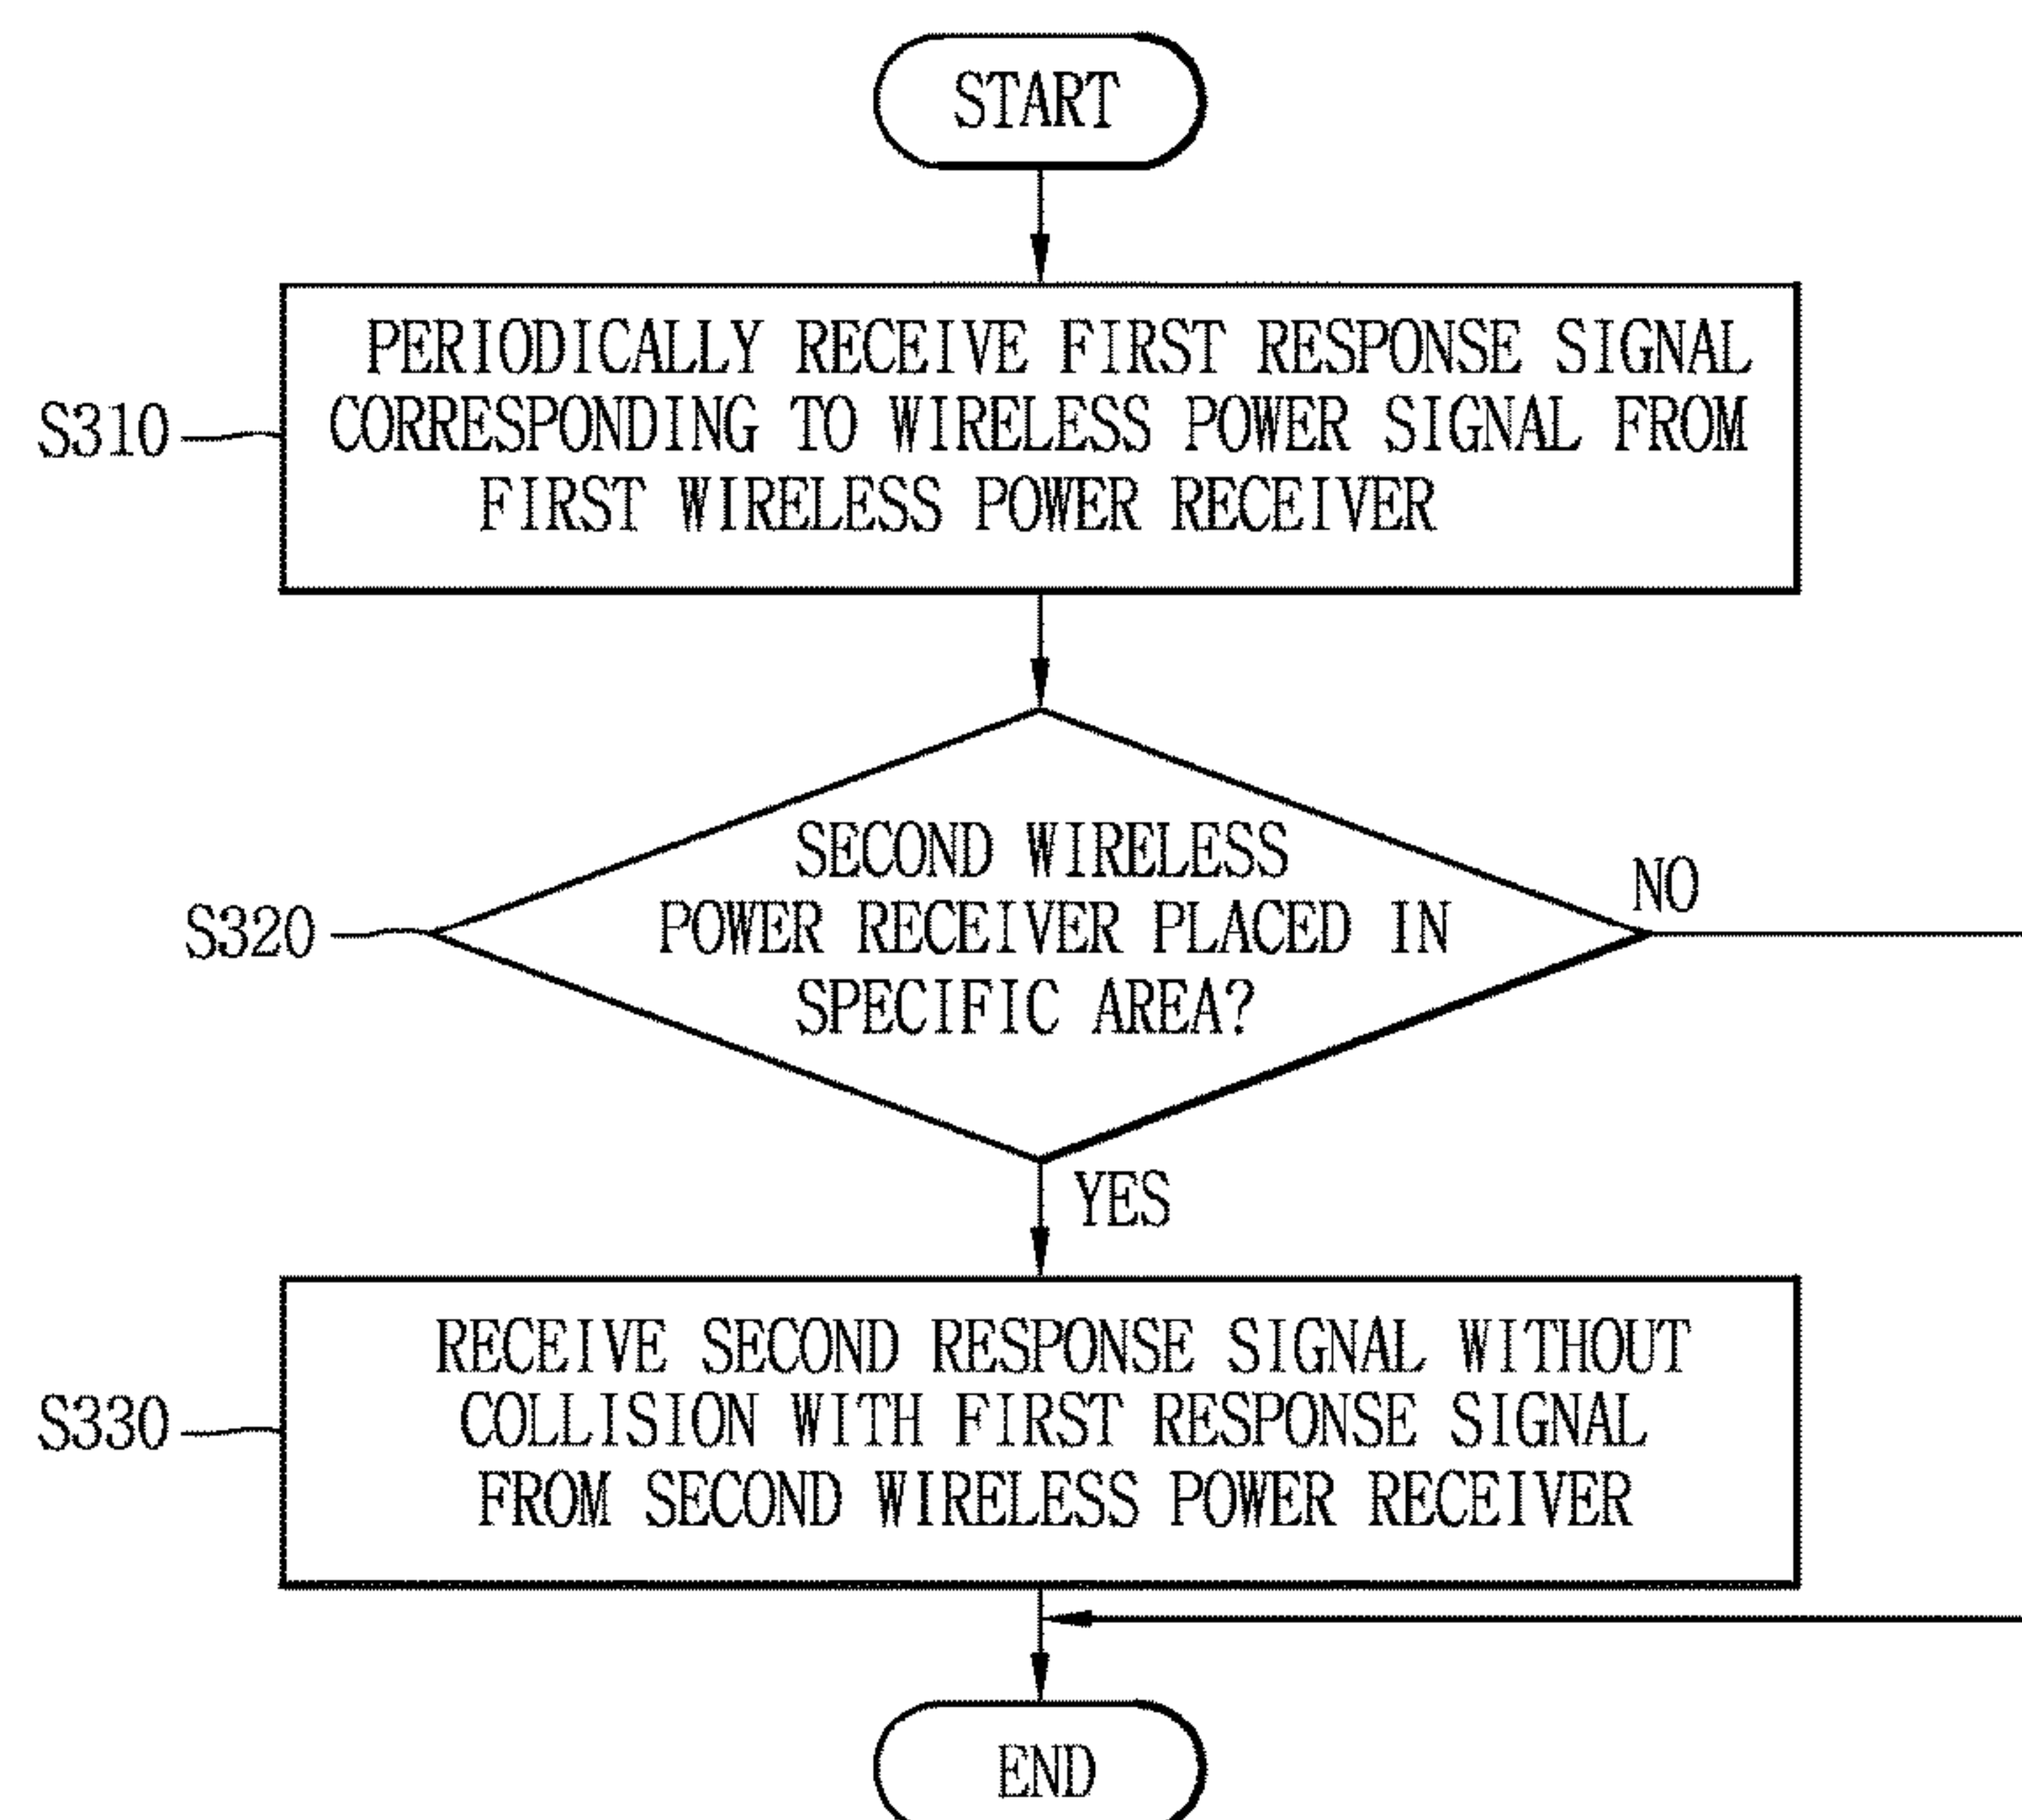 START
PERIODICALLY RECEIVE FIRST RESPONSE SIGNAL
S310
CORRESPONDING TO WIRELESS POWER SIGNAL FROM
FIRST WIRELESS POWER RECEIVER
SECOND WIRELESS
NO
S320
POWER RECEIVER PLACED IN
SPECIFIC AREA?
YES
RECEIVE SECOND RESPONSE SIGNAL WITHOUT
S330
COLLISION WITH FIRST RESPONSE SIGNAL
FROM SECOND WIRELESS POWER RECEIVER
END